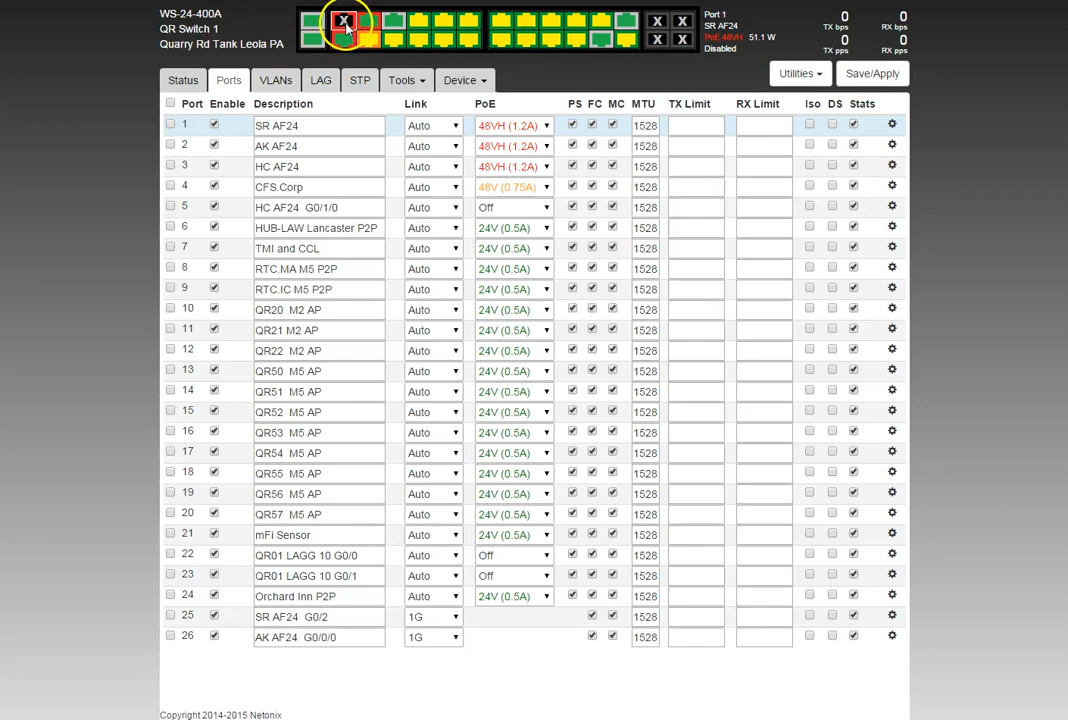 WS-24-400A
QR Switch 1
Quarry Rd Tank Leola PA
X X X
X X
Port 1
SR AF24
PoE 48VH 51.1 W
Disabled
0 0
TX bps RX bps
0 0
TX pps RX pps
Status Ports VLANs LAG STP Tools Device Utilities Save/Apply
Port Enable Description Link PoE PS FC MC MTU TX Limit RX Limit Iso DS Stats
1 SR AF24 Auto 48VH (1.2A) 1528
2 AK AF24 Auto 48VH (1.2A) 1528
3 HC AF24 Auto 48VH (1.2A) 1528
4 CFS.Corp Auto 48V (0.75A) 1528
5 HC AF24 G0/1/0 Auto Off 1528
6 HUB-LAW Lancaster P2P Auto 24V (0.5A) 1528
7 TMI and CCL Auto 24V (0.5A) 1528
8 RTC.MA M5 P2P Auto 24V (0.5A) 1528
9 RTC.IC M5 P2P Auto 24V (0.5A) 1528
10 QR20 M2 AP Auto 24V (0.5A) 1528
11 QR21 M2 AP Auto 24V (0.5A) 1528
12 QR22 M2 AP Auto 24V (0.5A) 1528
13 QR50 M5 AP Auto 24V (0.5A) 1528
14 QR51 M5 AP Auto 24V (0.5A) 1528
15 QR52 M5 AP Auto 24V (0.5A) 1528
16 QR53 M5 AP Auto 24V (0.5A) 1528
17 QR54 M5 AP Auto 24V (0.5A) 1528
18 QR55 M5 AP Auto 24V (0.5A) 1528
19 QR56 M5 AP Auto 24V (0.5A) 1528
20 QR57 M5 AP Auto 24V (0.5A) 1528
21 mFi Sensor Auto 24V (0.5A) 1528
22 QR01 LAGG 10 G0/0 Auto Off 1528
23 QR01 LAGG 10 G0/1 Auto Off 1528
24 Orchard Inn P2P Auto 24V (0.5A) 1528
25 SR AF24 G0/2 1G 1528
26 AK AF24 G0/0/0 1G 1528
Copyright 2014-2015 Netonix